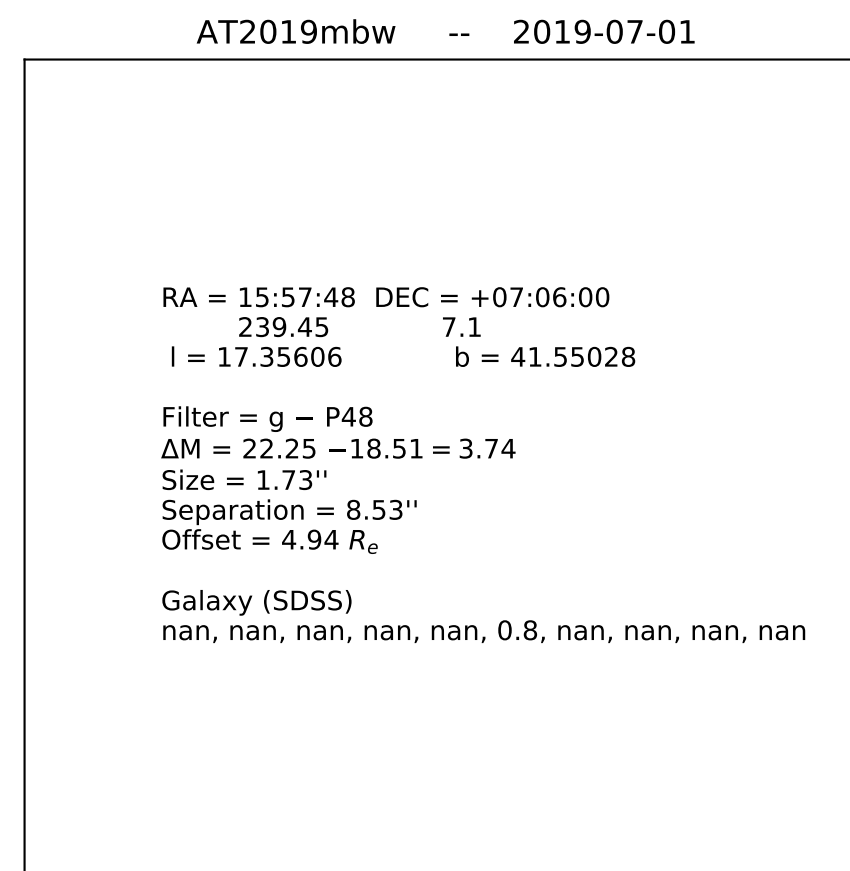 AT2019mbw -- 2019-07-01
RA = 15:57:48 DEC = +07:06:00
239.45 7.1
l = 17.35606 b = 41.55028
Filter = g − P48
ΔM = 22.25 −18.51 = 3.74
Size = 1.73''
Separation = 8.53''
Offset = 4.94 Rₑ
Galaxy (SDSS)
nan, nan, nan, nan, nan, 0.8, nan, nan, nan, nan